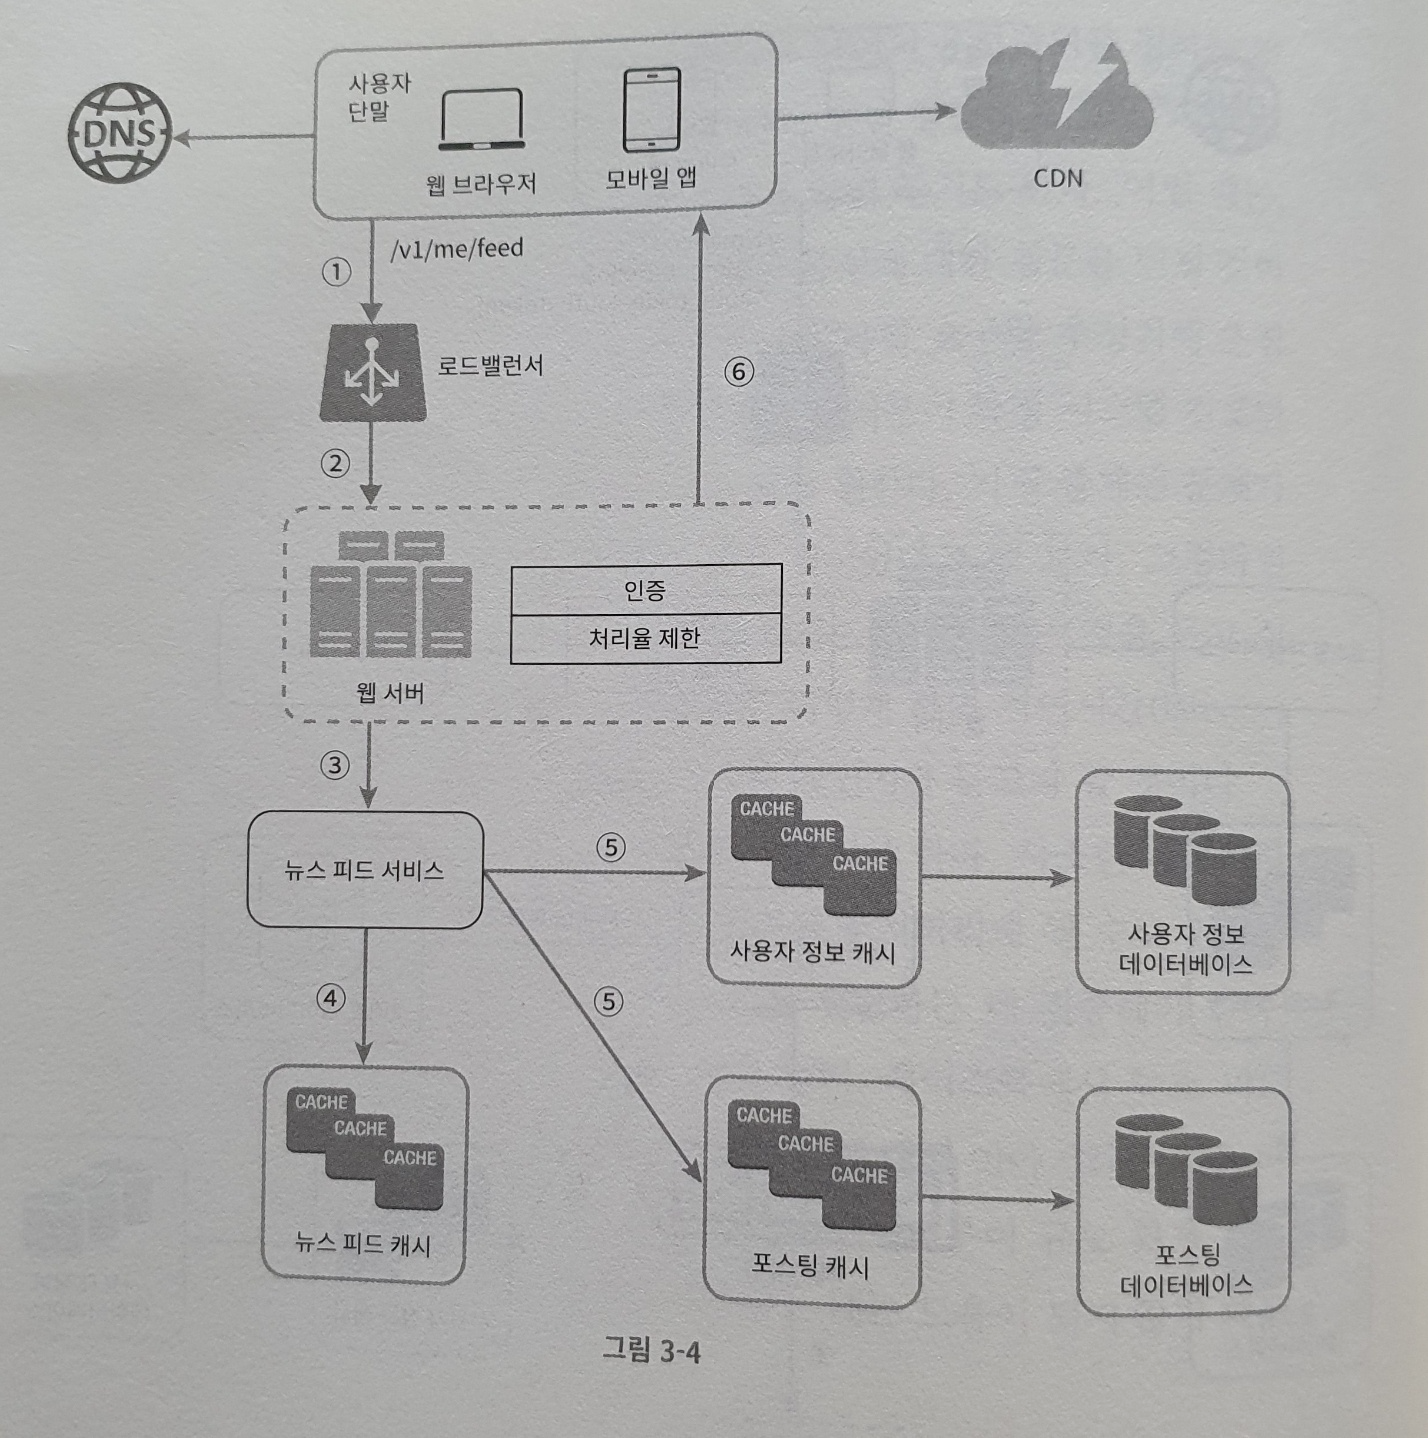 사용자
단말
DNS
웹 브라우저
모바일 앱
CDN
/v1/me/feed
①
로드밸런서
⑥
②
인증
처리율 제한
웹 서버
③
뉴스 피드 서비스
⑤
CACHE
CACHE
CACHE
사용자 정보 캐시
사용자 정보
데이터베이스
④
⑤
CACHE
CACHE
CACHE
뉴스 피드 캐시
CACHE
CACHE
CACHE
포스팅 캐시
포스팅
데이터베이스
그림 3-4